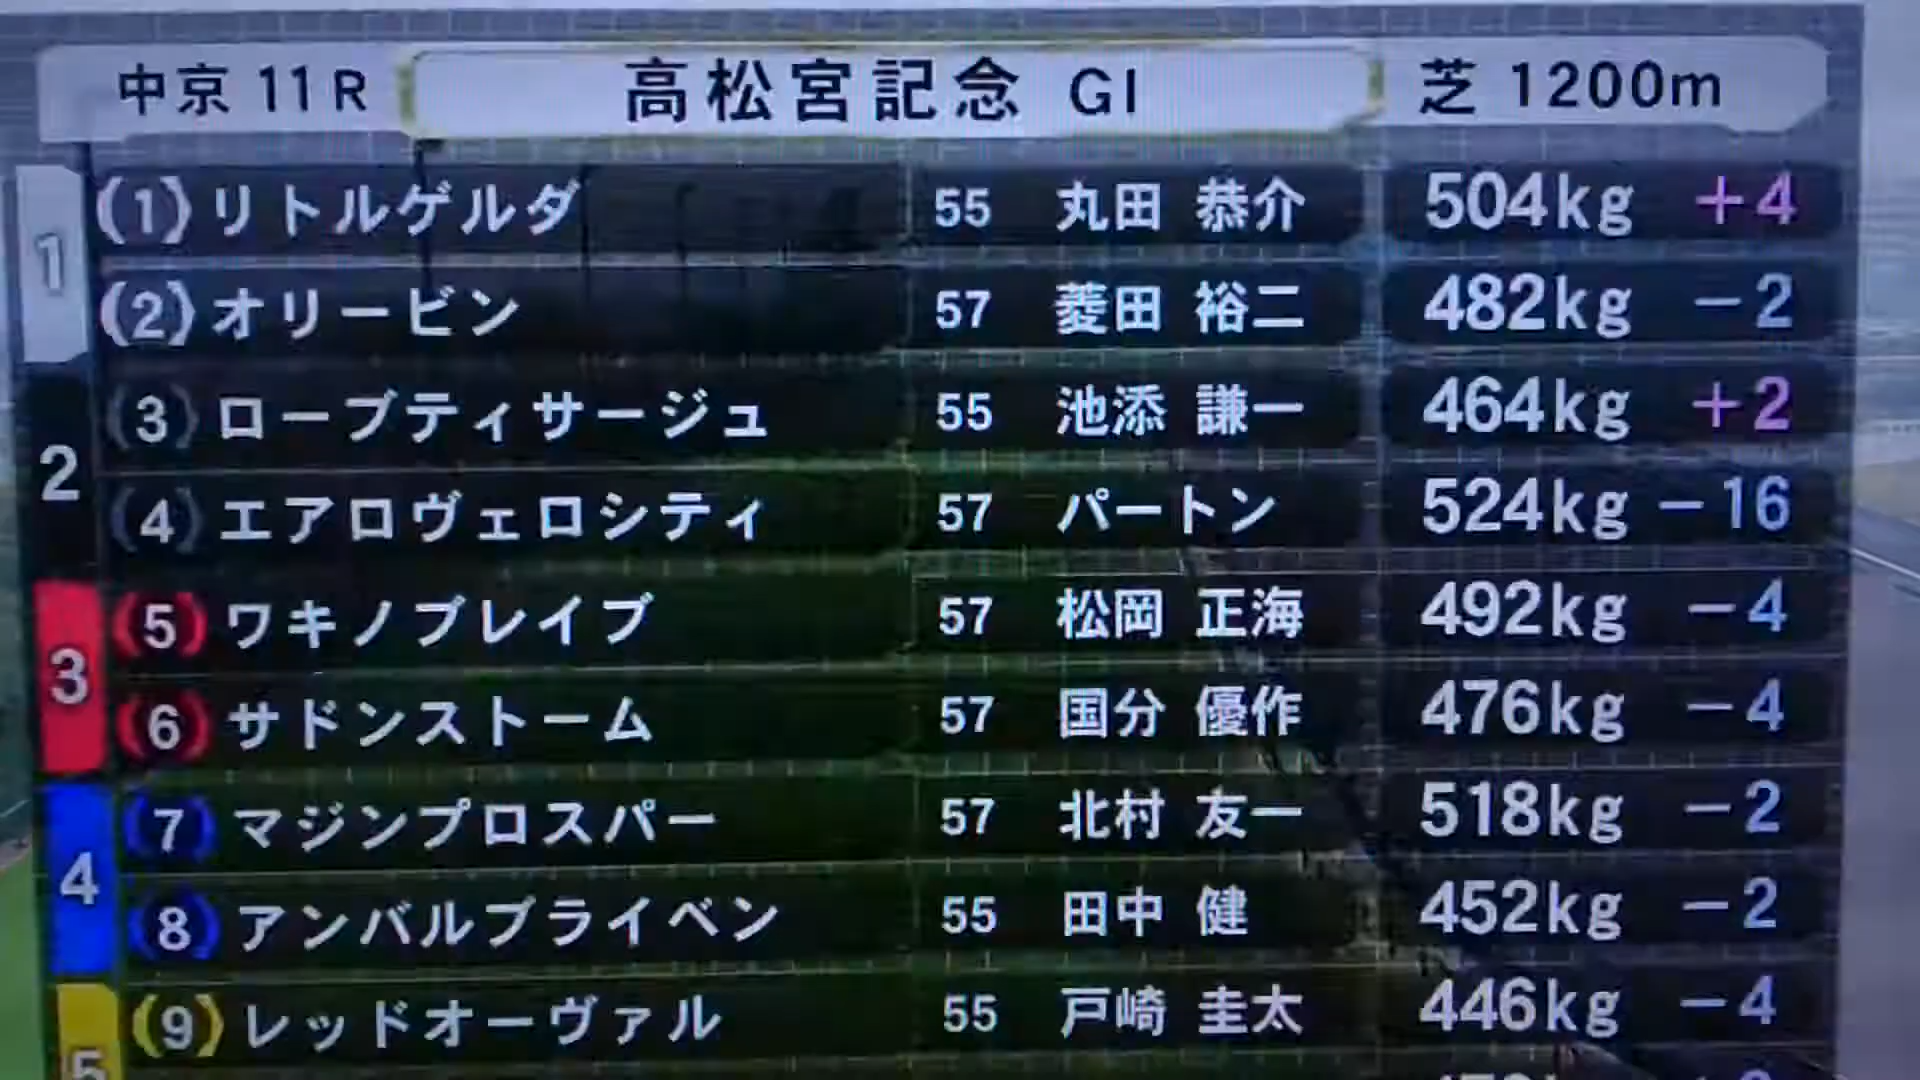 中京 11R 高松宮記念 GI 芝 1200m
1
(1) リトルゲルダ 55 丸田 恭介 504kg +4
(2) オリービン 57 菱田 裕二 482kg -2
2
(3) ローブティサージュ 55 池添 謙一 464kg +2
(4) エアロヴェロシティ 57 パートン 524kg -16
3
(5) ワキノブレイブ 57 松岡 正海 492kg -4
(6) サドンストーム 57 国分 優作 476kg -4
4
(7) マジンプロスパー 57 北村 友一 518kg -2
(8) アンバルブライベン 55 田中 健 452kg -2
5
(9) レッドオーヴァル 55 戸崎 圭太 446kg -4